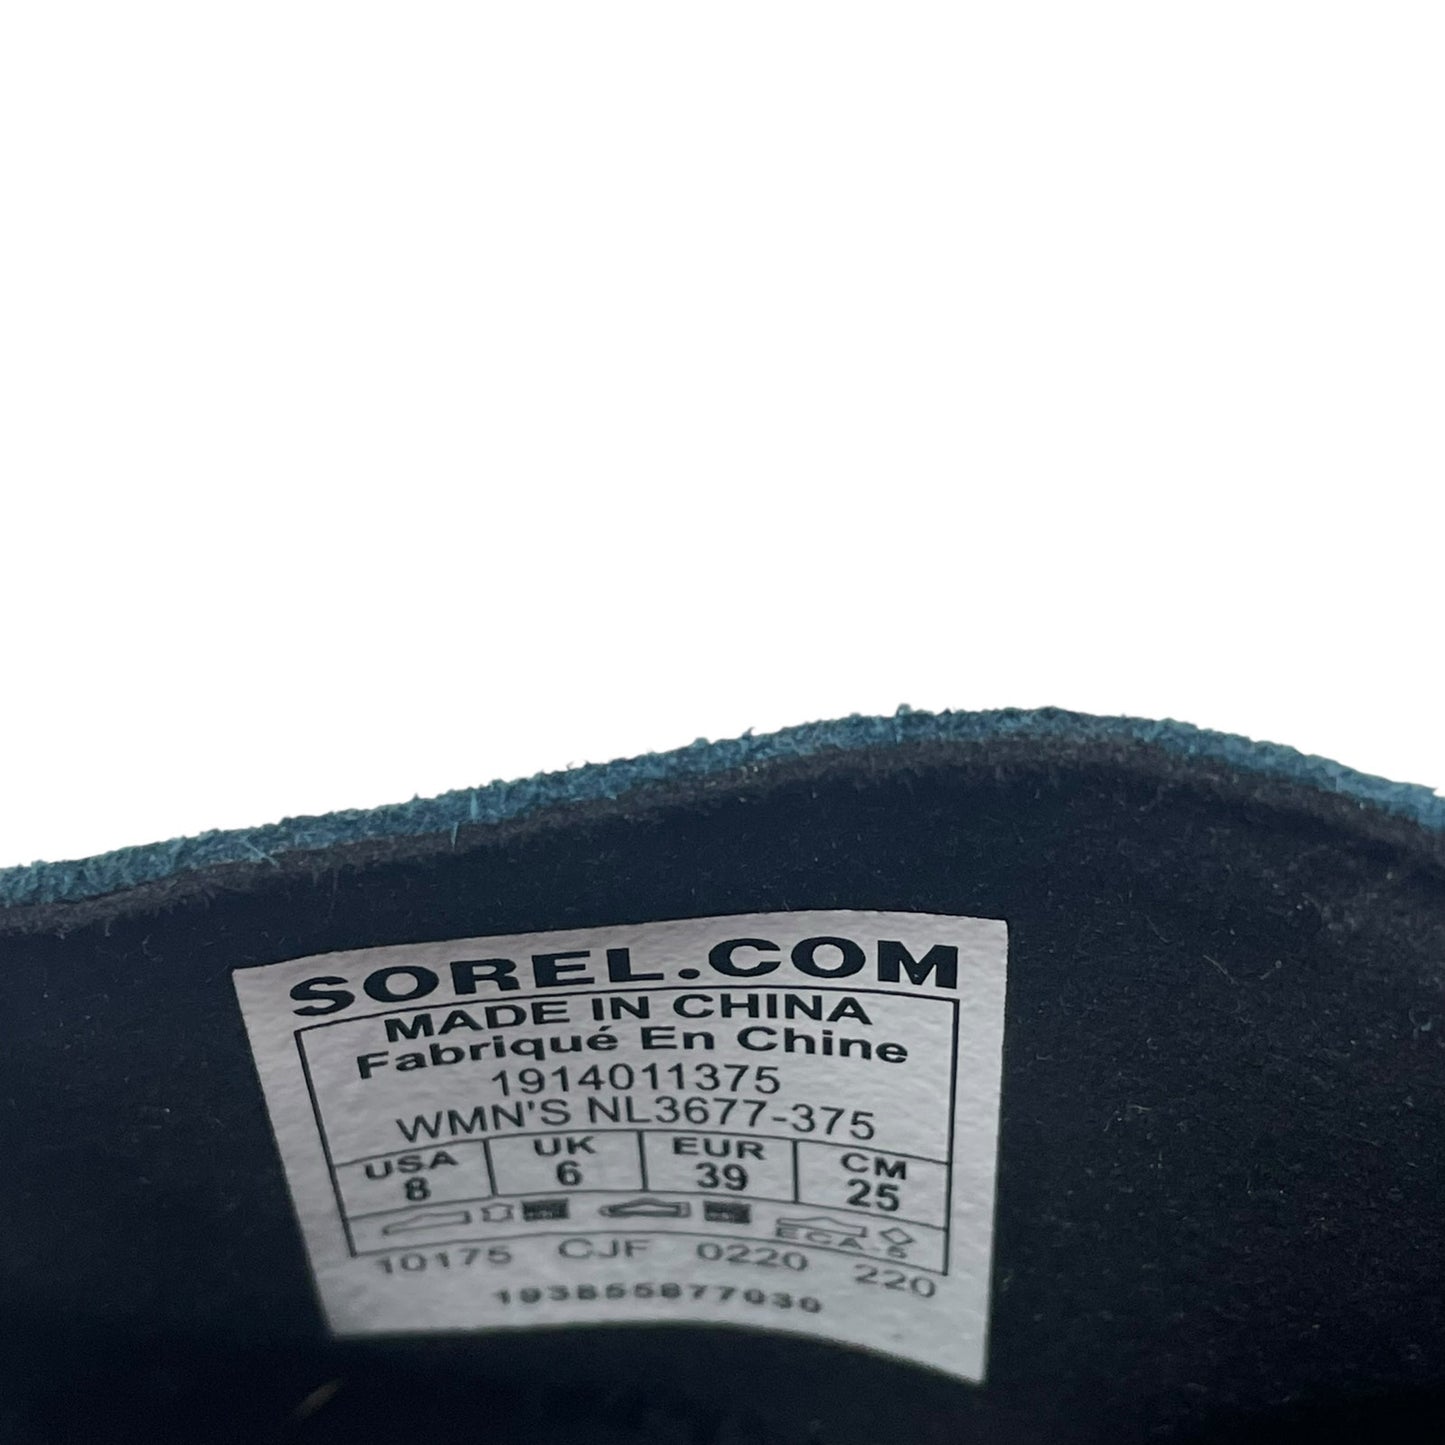 SOREL.COM
MADE IN CHINA
Fabriqué En Chine
1914011375
WMN'S NL3677-375
USA UK EUR CM
8 6 39 25
ECA-5
10175 CJF 0220 220
193855877030